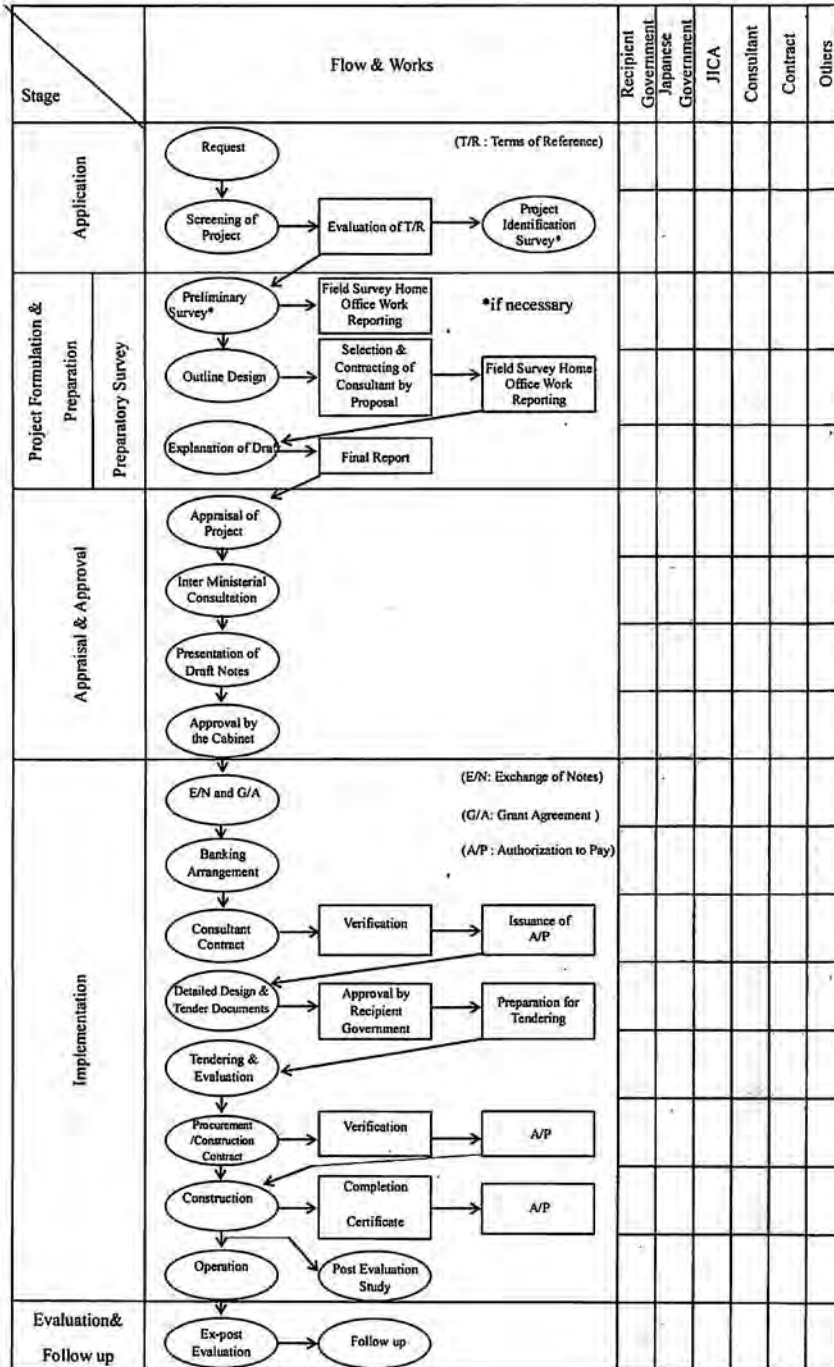 Stage
Flow & Works
Recipient
Government
Japanese
Government
JICA
Consultant
Contract
Others
Application
Request
(T/R : Terms of Reference)
Screening of
Project
Evaluation of T/R
Project
Identification
Survey*
Project Formulation &
Preparation
Preparatory Survey
Preliminary
Survey*
Field Survey Home
Office Work
Reporting
*if necessary
Outline Design
Selection &
Contracting of
Consultant by
Proposal
Field Survey Home
Office Work
Reporting
Explanation of Draft
Final Report
Appraisal & Approval
Appraisal of
Project
Inter Ministerial
Consultation
Presentation of
Draft Notes
Approval by
the Cabinet
Implementation
E/N and G/A
(E/N: Exchange of Notes)
(G/A: Grant Agreement )
(A/P : Authorization to Pay)
Banking
Arrangement
Consultant
Contract
Verification
Issuance of
A/P
Detailed Design &
Tender Documents
Approval by
Recipient
Government
Preparation for
Tendering
Tendering &
Evaluation
Procurement
/Construction
Contract
Verification
A/P
Construction
Completion
Certificate
A/P
Operation
Post Evaluation
Study
Evaluation&
Follow up
Ex-post
Evaluation
Follow up